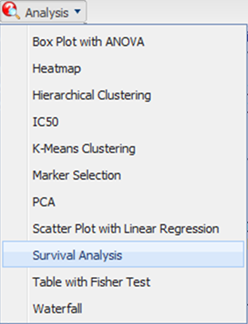 Analysis
Box Plot with ANOVA
Heatmap
Hierarchical Clustering
IC50
K-Means Clustering
Marker Selection
PCA
Scatter Plot with Linear Regression
Survival Analysis
Table with Fisher Test
Waterfall